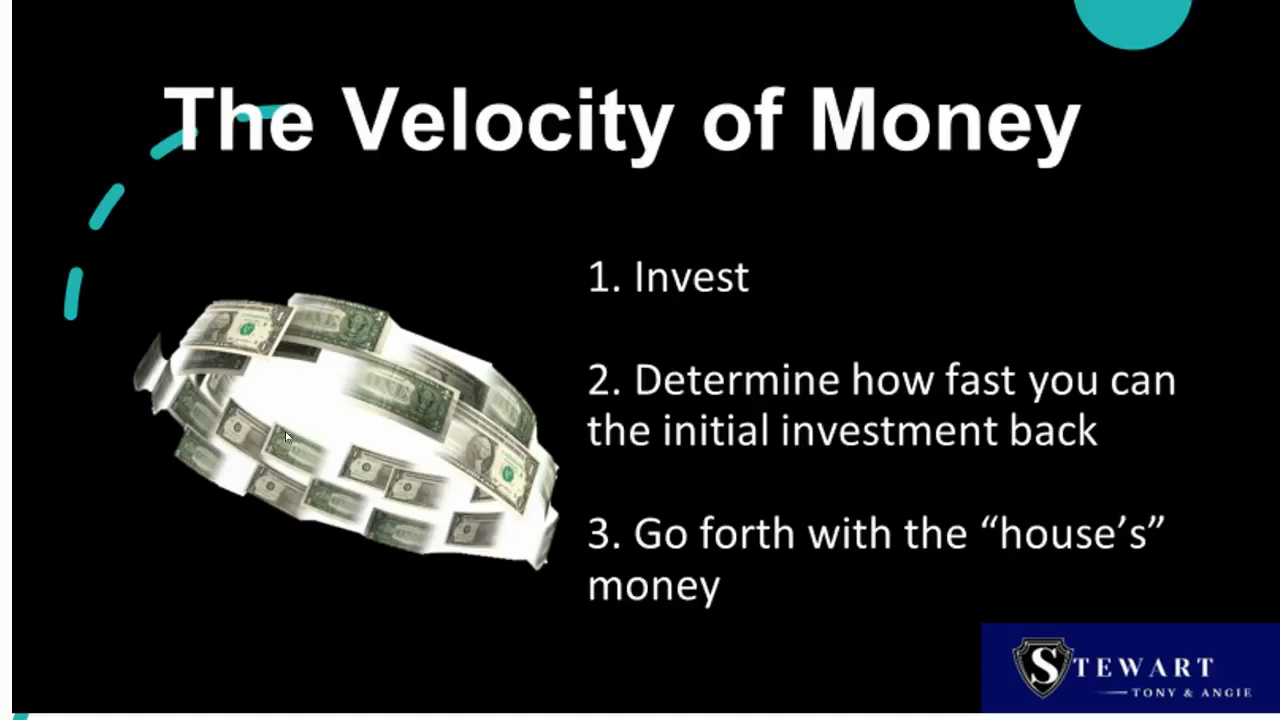 The Velocity of Money
1. Invest
2. Determine how fast you can
the initial investment back
3. Go forth with the “house’s”
money
STEWART
TONY & ANGIE